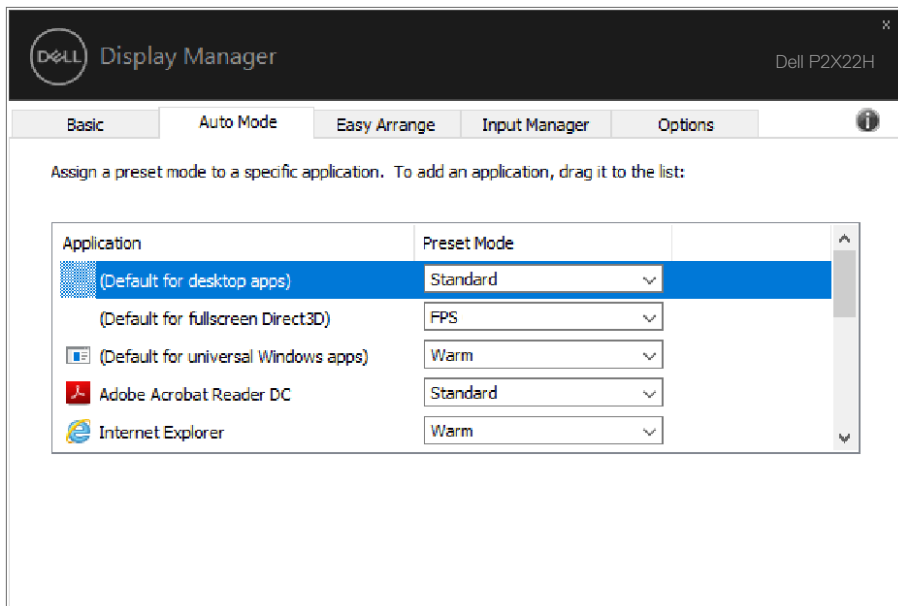 DELL Display Manager
x
Dell P2X22H
Basic Auto Mode Easy Arrange Input Manager Options
Assign a preset mode to a specific application. To add an application, drag it to the list:
Application Preset Mode
(Default for desktop apps) Standard
(Default for fullscreen Direct3D) FPS
(Default for universal Windows apps) Warm
Adobe Acrobat Reader DC Standard
Internet Explorer Warm